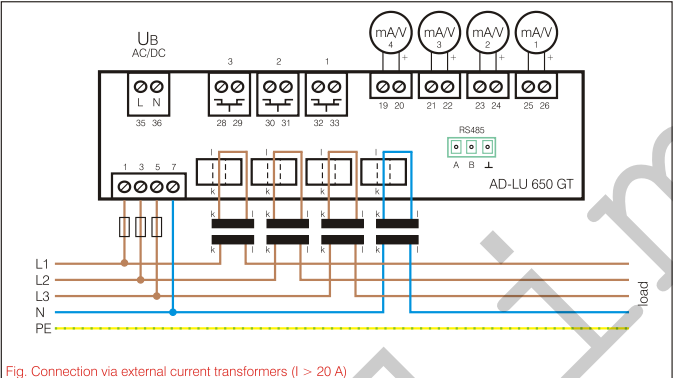 UB
AC/DC
3 2 1
mA/V
4
mA/V
3
mA/V
2
mA/V
1
+ + + +
L N
35 36
28 29 30 31 32 33
19 20 21 22 23 24 25 26
RS485
A B ⊥
1 3 5 7
l l l l
k k k k
AD-LU 650 GT
k l k l k l k l
k l k l k l k l
L1
L2
L3
N
PE
load
Fig. Connection via external current transformers (I > 20 A)